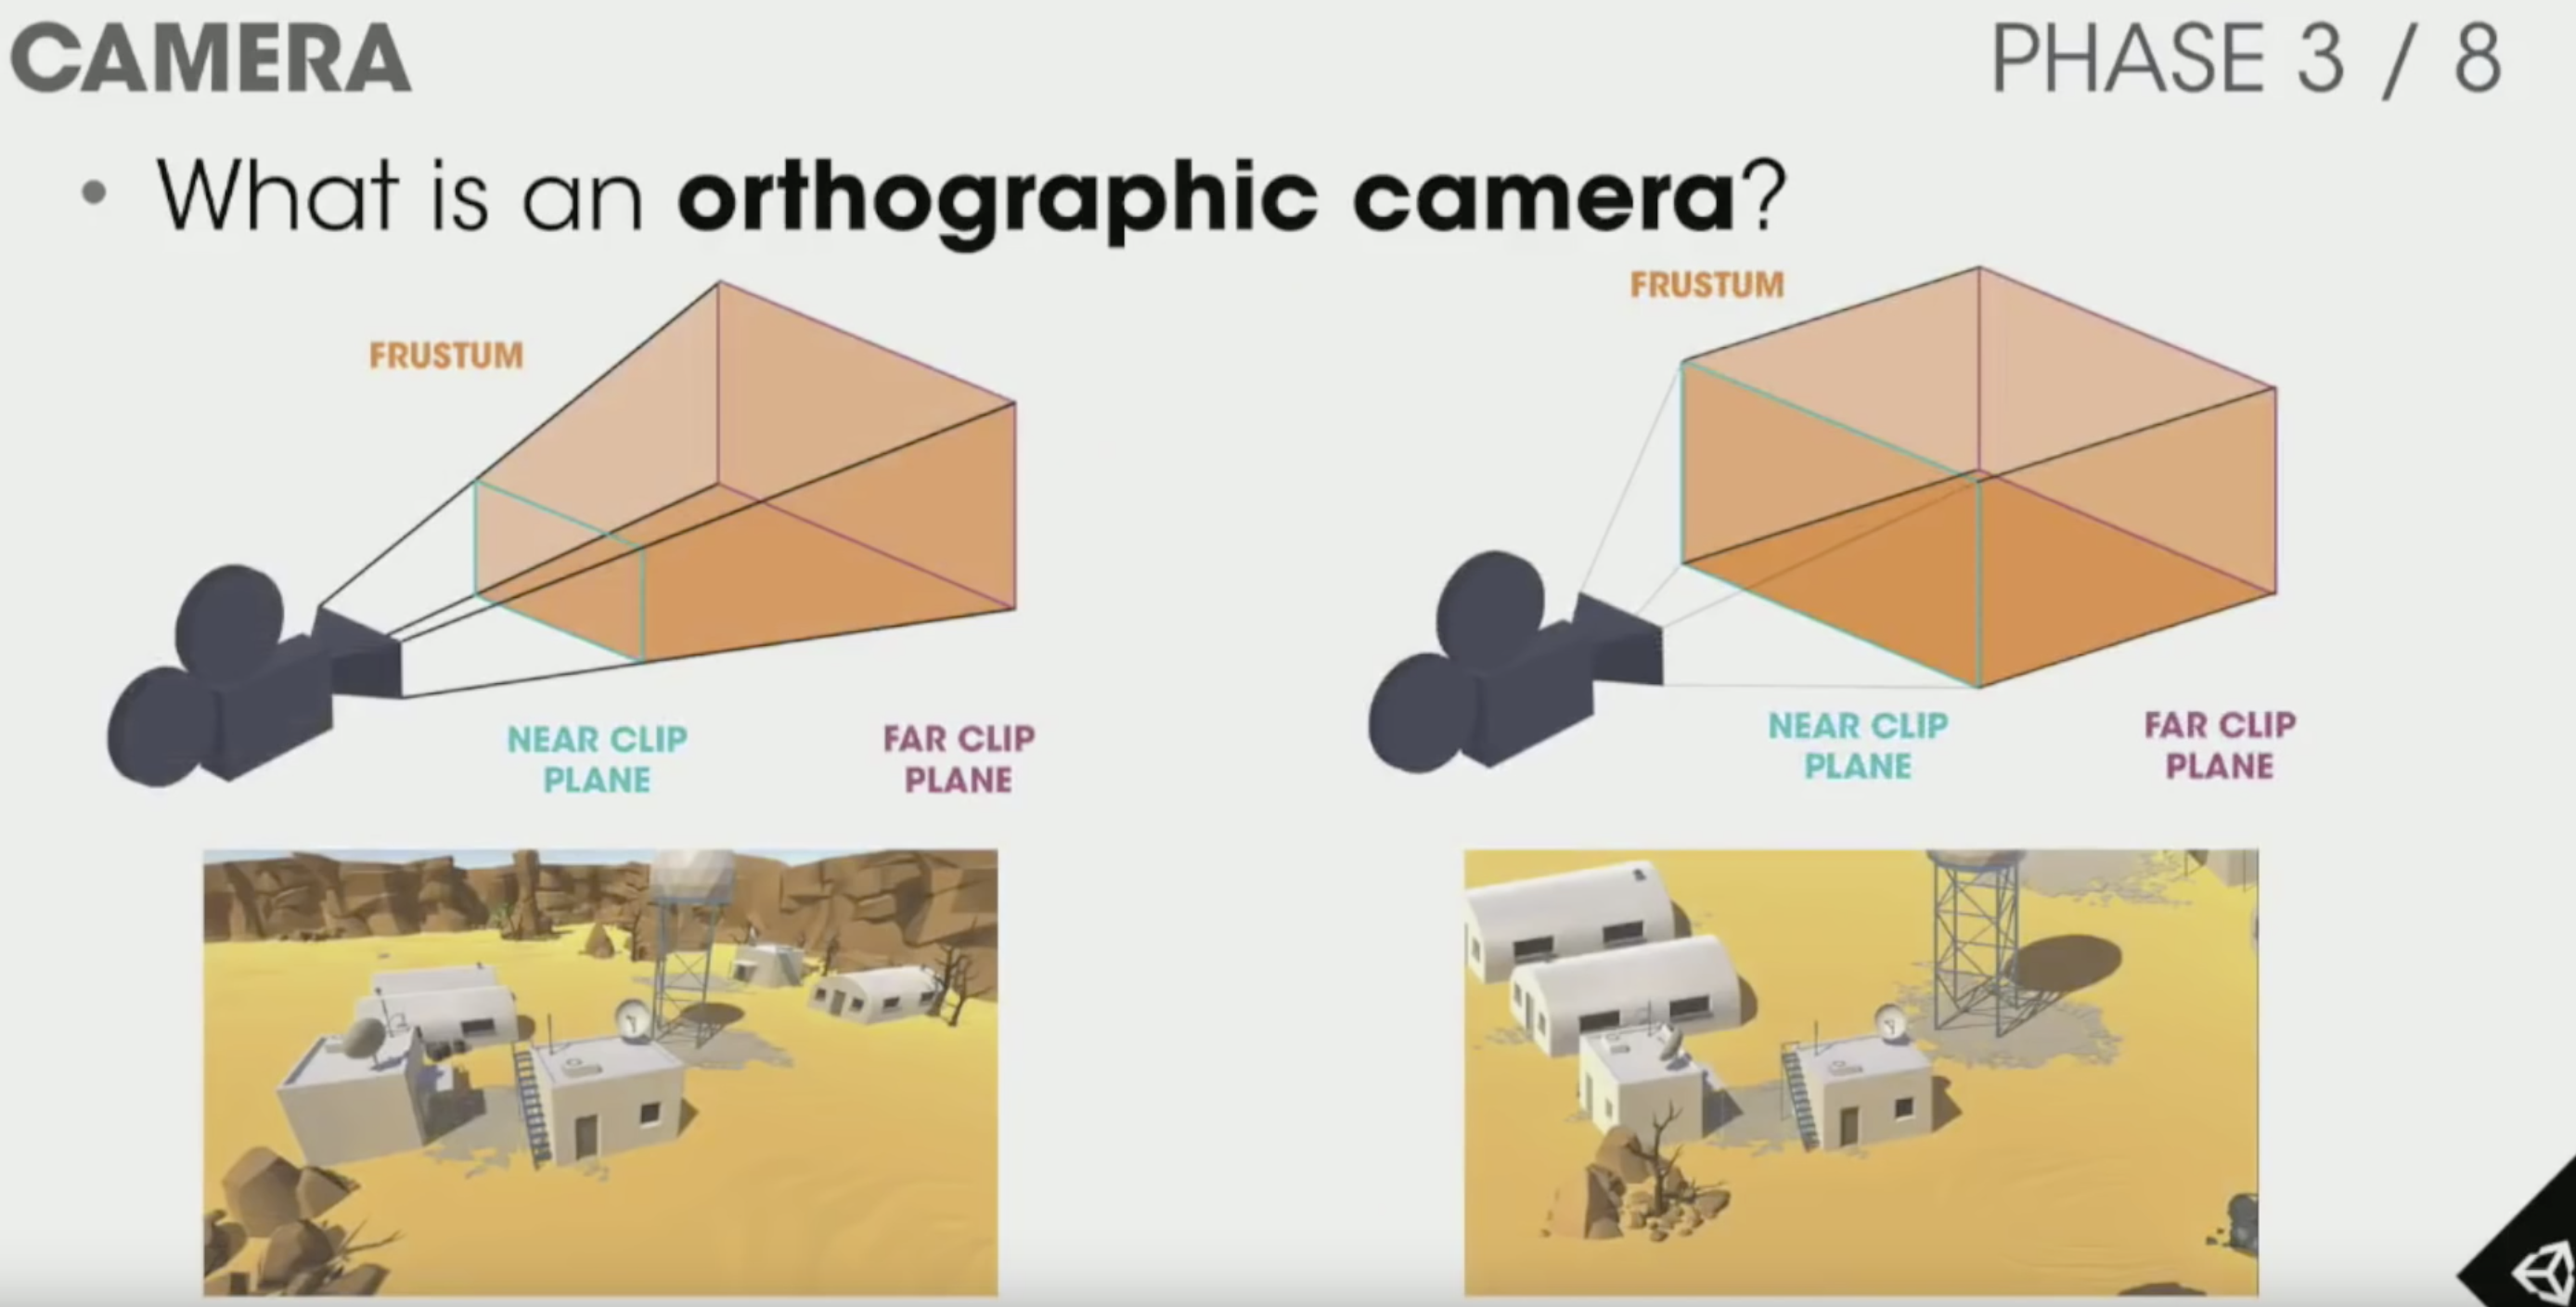 CAMERA
PHASE 3 / 8
• What is an orthographic camera?
FRUSTUM
NEAR CLIP
PLANE
FAR CLIP
PLANE
FRUSTUM
NEAR CLIP
PLANE
FAR CLIP
PLANE